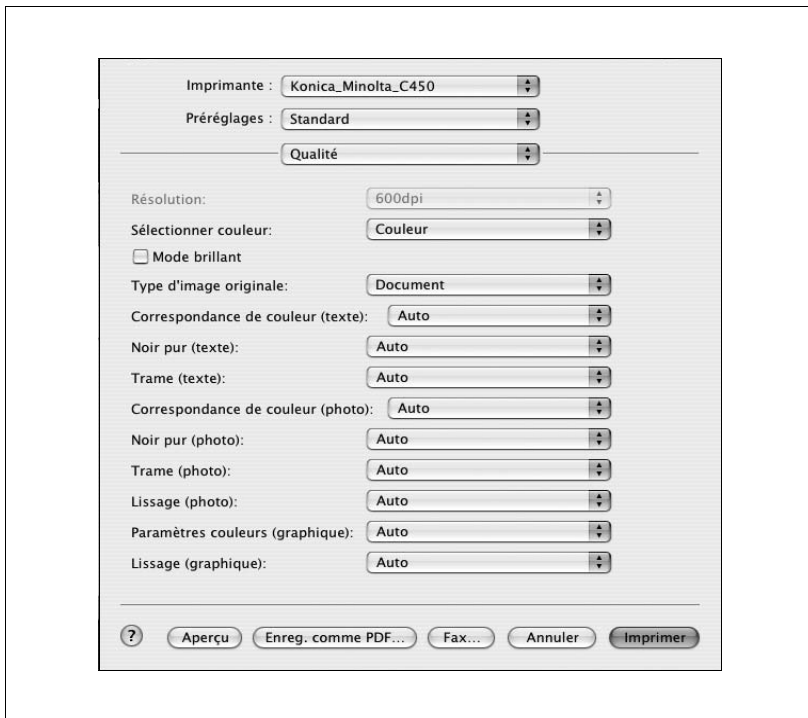 Imprimante : Konica_Minolta_C450
Préréglages : Standard
Qualité
Résolution: 600dpi
Sélectionner couleur: Couleur
Mode brillant
Type d'image originale: Document
Correspondance de couleur (texte): Auto
Noir pur (texte): Auto
Trame (texte): Auto
Correspondance de couleur (photo): Auto
Noir pur (photo): Auto
Trame (photo): Auto
Lissage (photo): Auto
Paramètres couleurs (graphique): Auto
Lissage (graphique): Auto
? Aperçu Enreg. comme PDF... Fax... Annuler Imprimer